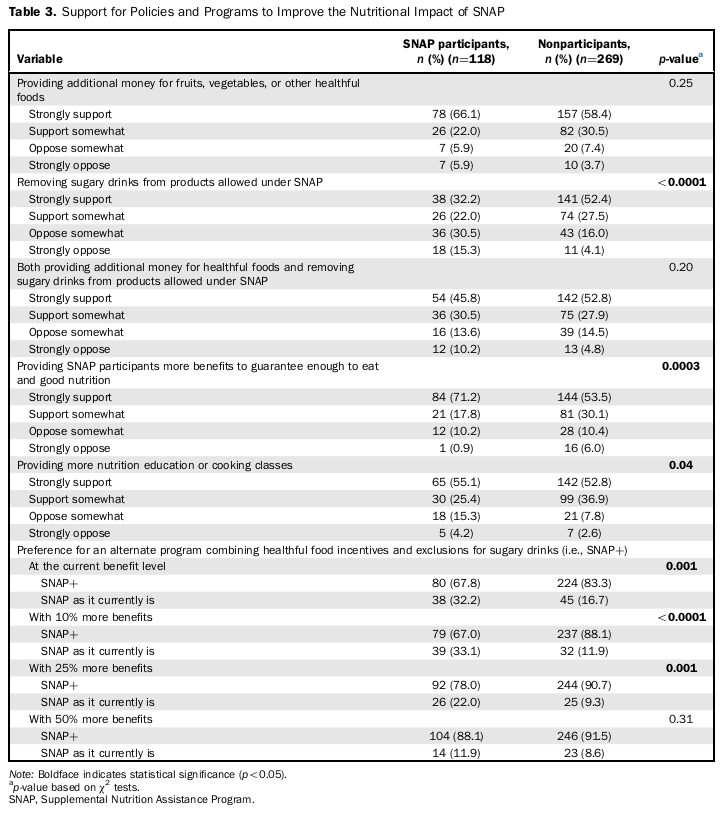 Table 3. Support for Policies and Programs to Improve the Nutritional Impact of SNAP
SNAP participants, Nonparticipants,
Variable n (%) (n=118) n (%) (n=269) p-valueᵃ
Providing additional money for fruits, vegetables, or other healthful 0.25
foods
Strongly support 78 (66.1) 157 (58.4)
Support somewhat 26 (22.0) 82 (30.5)
Oppose somewhat 7 (5.9) 20 (7.4)
Strongly oppose 7 (5.9) 10 (3.7)
Removing sugary drinks from products allowed under SNAP <0.0001
Strongly support 38 (32.2) 141 (52.4)
Support somewhat 26 (22.0) 74 (27.5)
Oppose somewhat 36 (30.5) 43 (16.0)
Strongly oppose 18 (15.3) 11 (4.1)
Both providing additional money for healthful foods and removing 0.20
sugary drinks from products allowed under SNAP
Strongly support 54 (45.8) 142 (52.8)
Support somewhat 36 (30.5) 75 (27.9)
Oppose somewhat 16 (13.6) 39 (14.5)
Strongly oppose 12 (10.2) 13 (4.8)
Providing SNAP participants more benefits to guarantee enough to eat 0.0003
and good nutrition
Strongly support 84 (71.2) 144 (53.5)
Support somewhat 21 (17.8) 81 (30.1)
Oppose somewhat 12 (10.2) 28 (10.4)
Strongly oppose 1 (0.9) 16 (6.0)
Providing more nutrition education or cooking classes 0.04
Strongly support 65 (55.1) 142 (52.8)
Support somewhat 30 (25.4) 99 (36.9)
Oppose somewhat 18 (15.3) 21 (7.8)
Strongly oppose 5 (4.2) 7 (2.6)
Preference for an alternate program combining healthful food incentives and exclusions for sugary drinks (i.e., SNAP+)
At the current benefit level 0.001
SNAP+ 80 (67.8) 224 (83.3)
SNAP as it currently is 38 (32.2) 45 (16.7)
With 10% more benefits <0.0001
SNAP+ 79 (67.0) 237 (88.1)
SNAP as it currently is 39 (33.1) 32 (11.9)
With 25% more benefits 0.001
SNAP+ 92 (78.0) 244 (90.7)
SNAP as it currently is 26 (22.0) 25 (9.3)
With 50% more benefits 0.31
SNAP+ 104 (88.1) 246 (91.5)
SNAP as it currently is 14 (11.9) 23 (8.6)
Note: Boldface indicates statistical significance (p<0.05).
ᵃp-value based on χ² tests.
SNAP, Supplemental Nutrition Assistance Program.